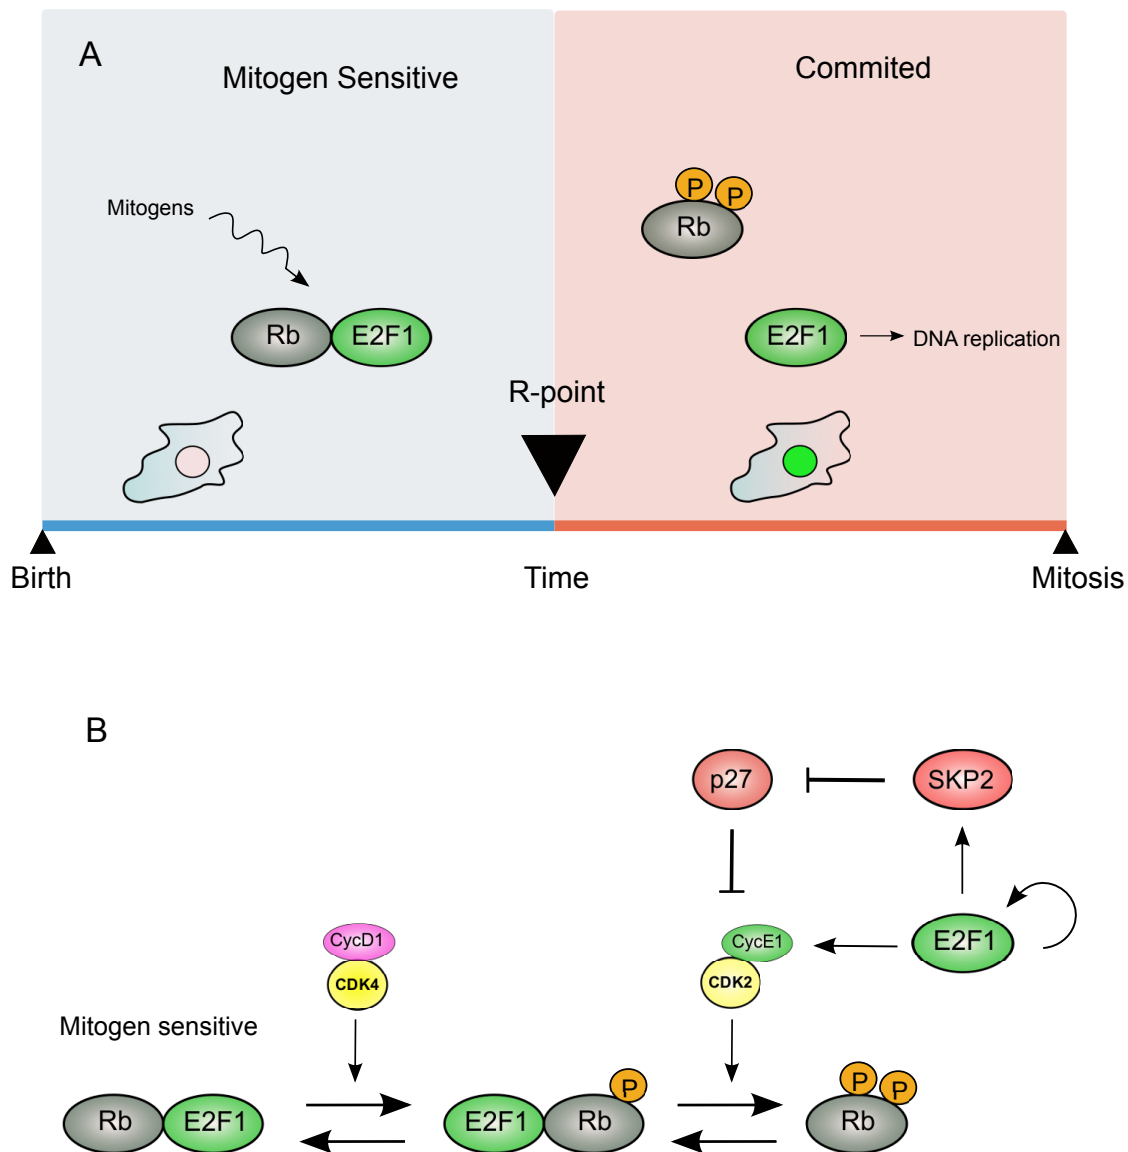 A
Mitogen Sensitive
Commited
P
P
Rb
Mitogens
Rb
E2F1
E2F1
DNA replication
R-point
Birth
Time
Mitosis
B
p27
SKP2
CycD1
CycE1
E2F1
CDK4
CDK2
Mitogen sensitive
P
P
P
Rb
E2F1
E2F1
Rb
Rb